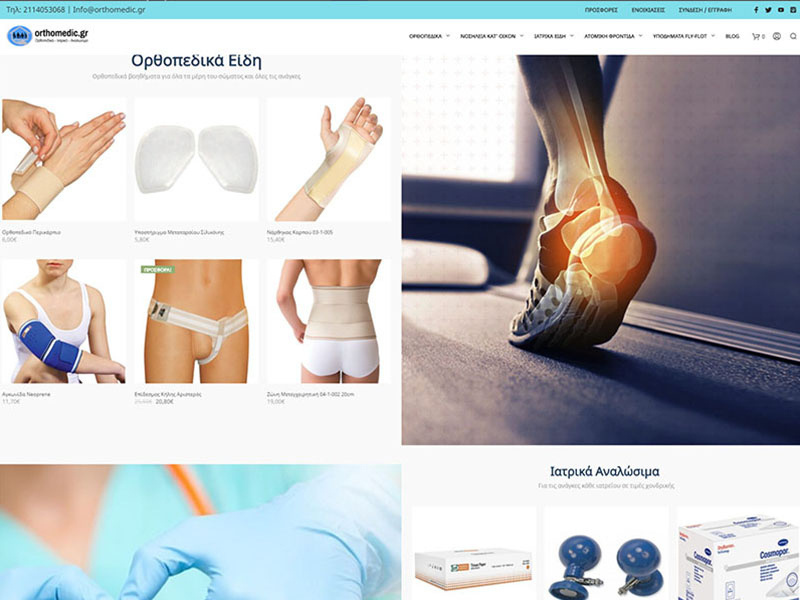 Τηλ: 2114053068 | Info@orthomedic.gr
ΠΡΟΣΦΟΡΕΣ
ΕΝΟΙΚΙΑΣΕΙΣ
ΣΥΝΔΕΣΗ / ΕΓΓΡΑΦΗ
orthomedic.gr
ΟΡΘΟΠΕΔΙΚΑ
ΝΟΣΗΛΕΙΑ ΚΑΤ' ΟΙΚΟΝ
ΙΑΤΡΙΚΑ ΕΙΔΗ
ΑΤΟΜΙΚΗ ΦΡΟΝΤΙΔΑ
ΥΠΟΔΗΜΑΤΑ FLY-FLOT
BLOG
0
Ορθοπεδικά Είδη
Ορθοπεδικά βοηθήματα για όλα τα μέρη του σώματος και όλες τις ανάγκες
Ορθοπεδικό Περικάρπιο
6,00€
Υποστήριγμα Μεταταρσίου Σιλικόνης
5,80€
Νάρθηκας Καρπού 03-1-005
15,40€
ΠΡΟΣΦΟΡΑ!
Αγκωνίδα Neoprene
11,70€
Επίδεσμος Κήλης Αριστερός
20,80€
Ζώνη Μετεγχειρητική 04-1-002 20cm
19,00€
Ιατρικά Αναλώσιμα
Για τις ανάγκες κάθε ιατρείου σε τιμές χονδρικής
Cosmopor